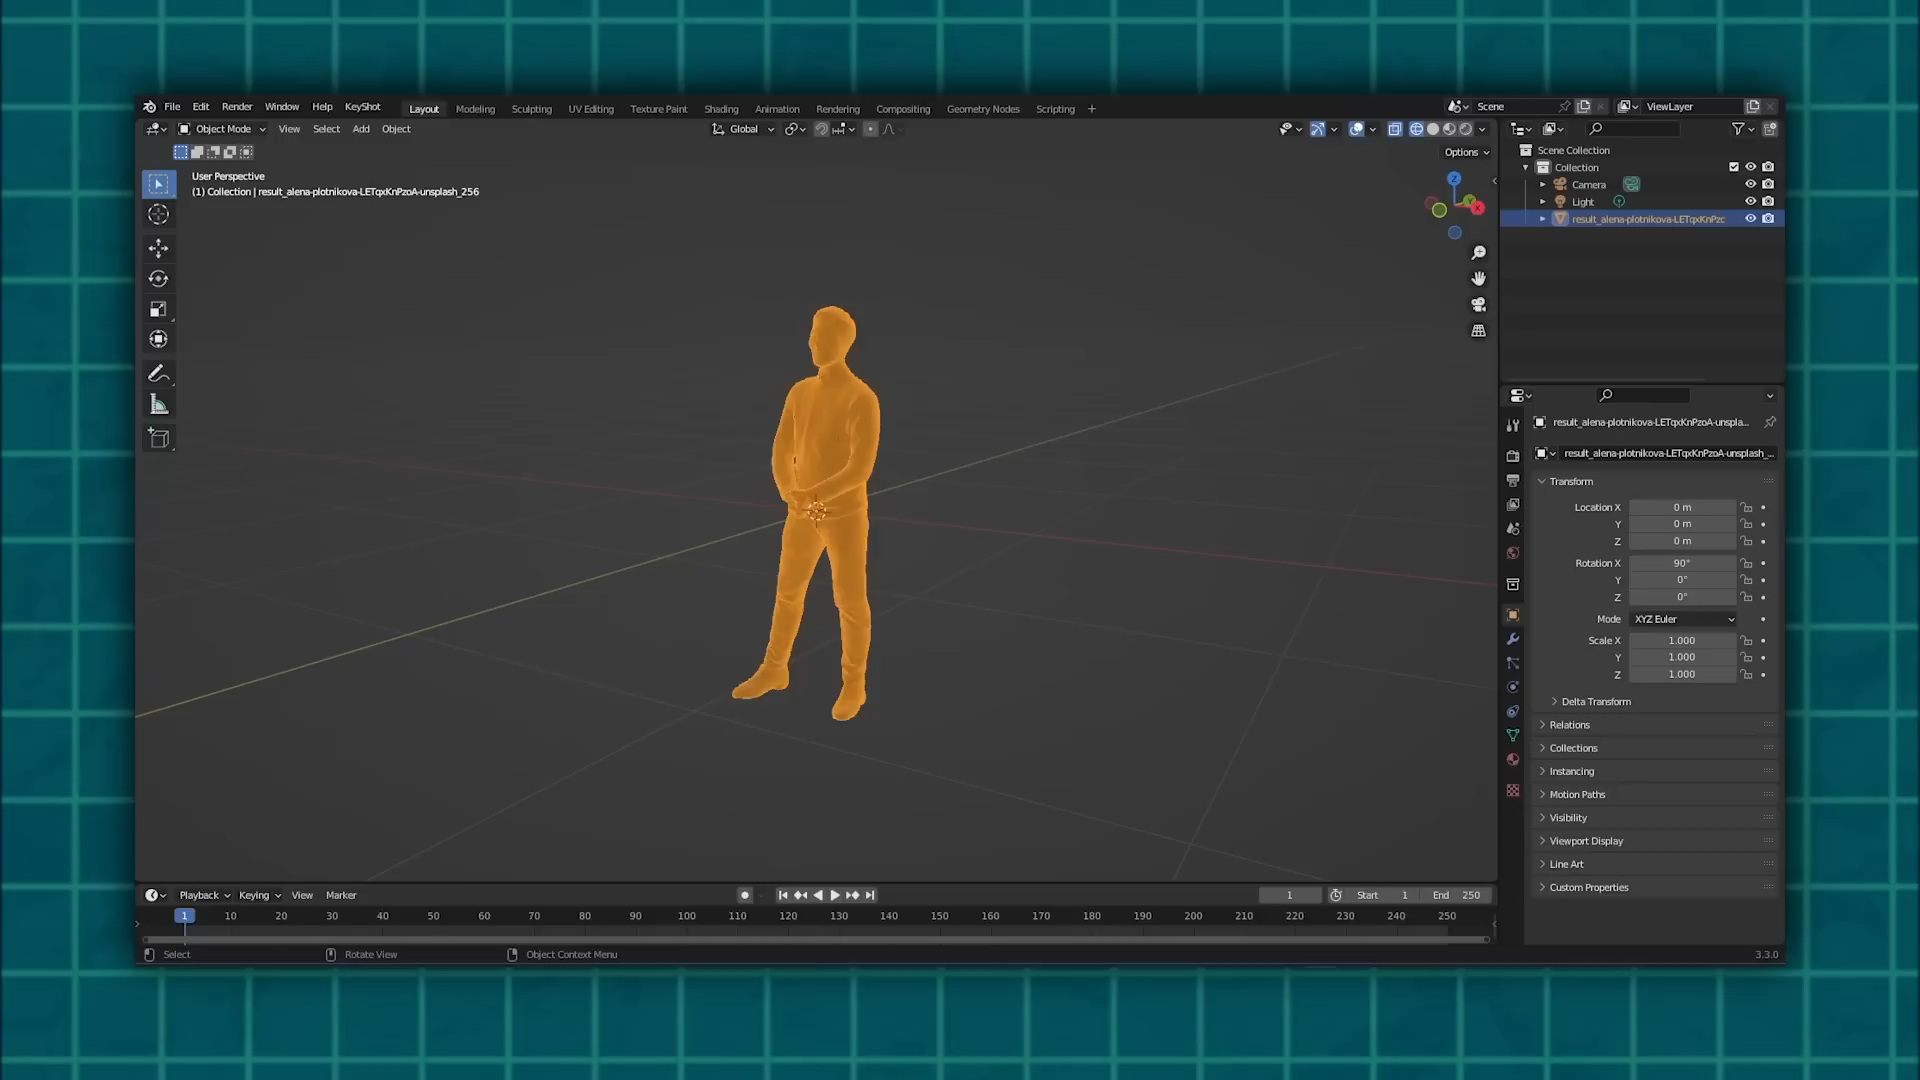 File Edit Render Window Help KeyShot Layout Modeling Sculpting UV Editing Texture Paint Shading Animation Rendering Compositing Geometry Nodes Scripting + Scene ViewLayer
Object Mode View Select Add Object Global
Options
User Perspective
(1) Collection | result_alena-plotnikova-LETqxKnPzoA-unsplash_256
Z
X
Scene Collection
Collection
Camera
Light
result_alena-plotnikova-LETqxKnPzc
result_alena-plotnikova-LETqxKnPzoA-unspla...
result_alena-plotnikova-LETqxKnPzoA-unsplash_...
Transform
Location X 0 m
Y 0 m
Z 0 m
Rotation X 90°
Y 0°
Z 0°
Mode XYZ Euler
Scale X 1.000
Y 1.000
Z 1.000
Delta Transform
Relations
Collections
Instancing
Motion Paths
Visibility
Viewport Display
Line Art
Custom Properties
Playback Keying View Marker 1 Start 1 End 250
1 10 20 30 40 50 60 70 80 90 100 110 120 130 140 150 160 170 180 190 200 210 220 230 240 250
Select Rotate View Object Context Menu 3.3.0